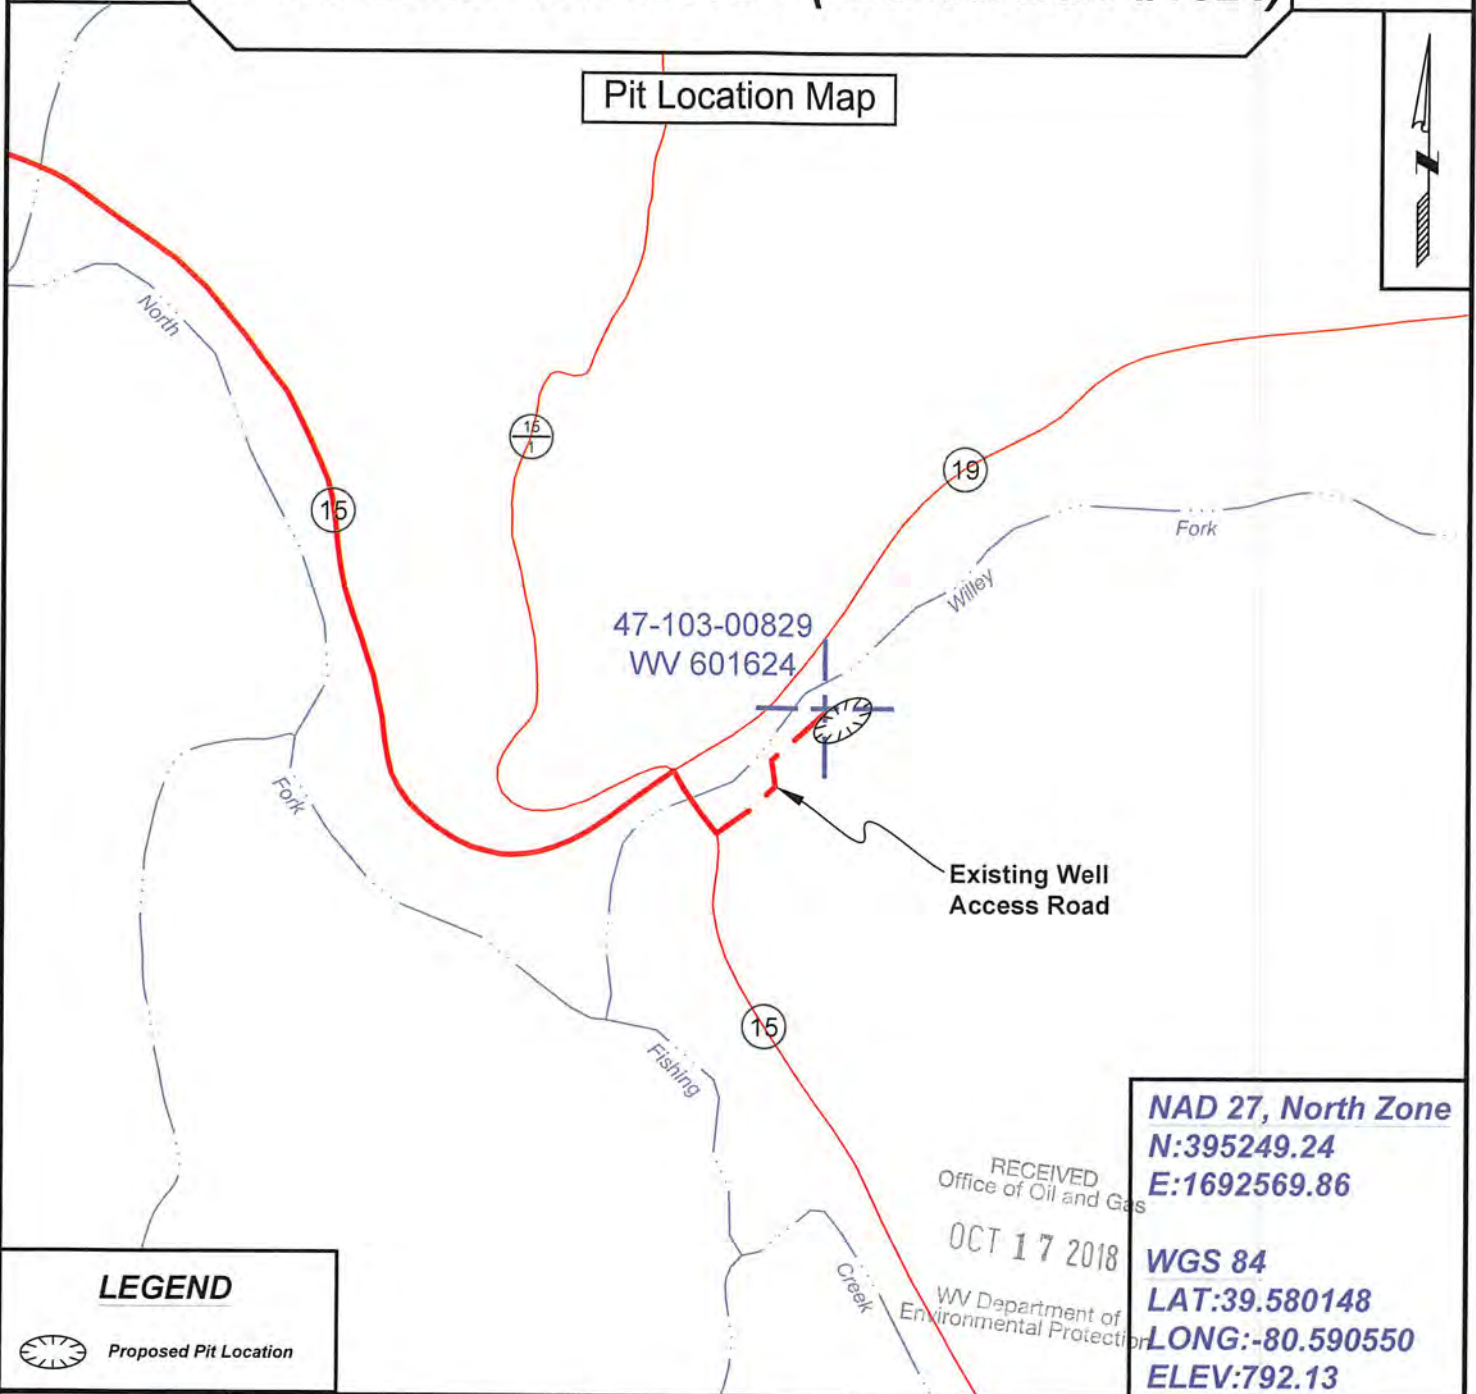 Pit Location Map
N
North
15
1
19
15
Fork
Willey
47-103-00829
WV 601624
Fork
Existing Well
Access Road
15
Fishing
NAD 27, North Zone
N:395249.24
E:1692569.86
RECEIVED
Office of Oil and Gas
OCT 17 2018
WV Department of
Environmental Protection
WGS 84
LAT:39.580148
LONG:-80.590550
ELEV:792.13
Creek
LEGEND
Proposed Pit Location